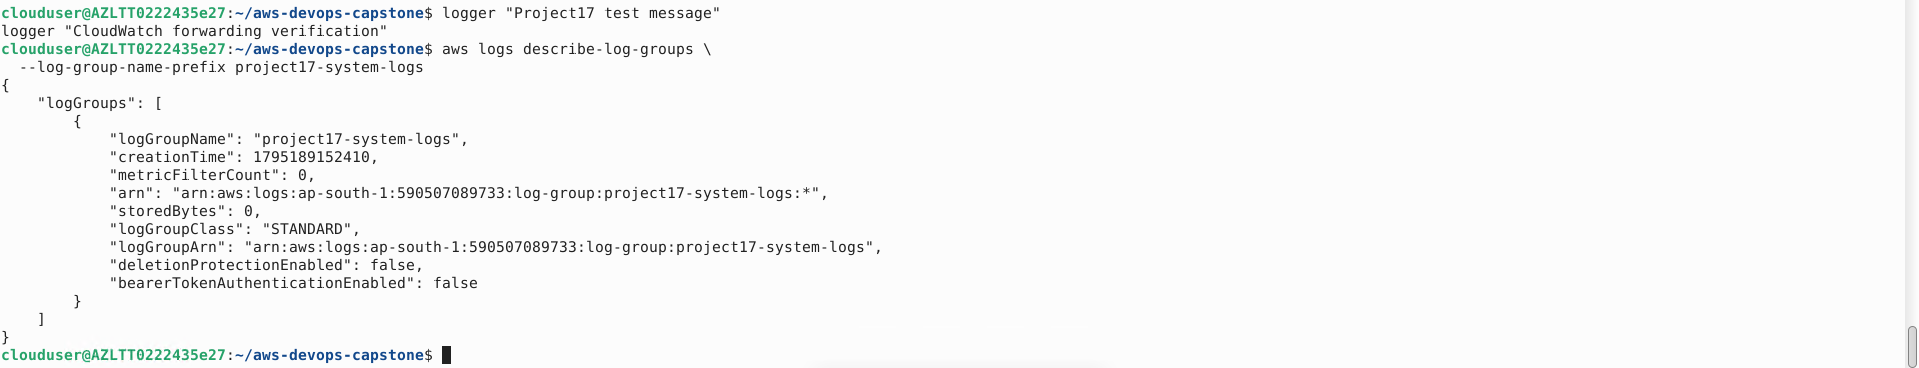 clouduser@AZLTT0222435e27:~/aws-devops-capstone$ logger "Project17 test message"
logger "CloudWatch forwarding verification"
clouduser@AZLTT0222435e27:~/aws-devops-capstone$ aws logs describe-log-groups \
  --log-group-name-prefix project17-system-logs
{
    "logGroups": [
        {
            "logGroupName": "project17-system-logs",
            "creationTime": 1795189152410,
            "metricFilterCount": 0,
            "arn": "arn:aws:logs:ap-south-1:590507089733:log-group:project17-system-logs:*",
            "storedBytes": 0,
            "logGroupClass": "STANDARD",
            "logGroupArn": "arn:aws:logs:ap-south-1:590507089733:log-group:project17-system-logs",
            "deletionProtectionEnabled": false,
            "bearerTokenAuthenticationEnabled": false
        }
    ]
}
clouduser@AZLTT0222435e27:~/aws-devops-capstone$